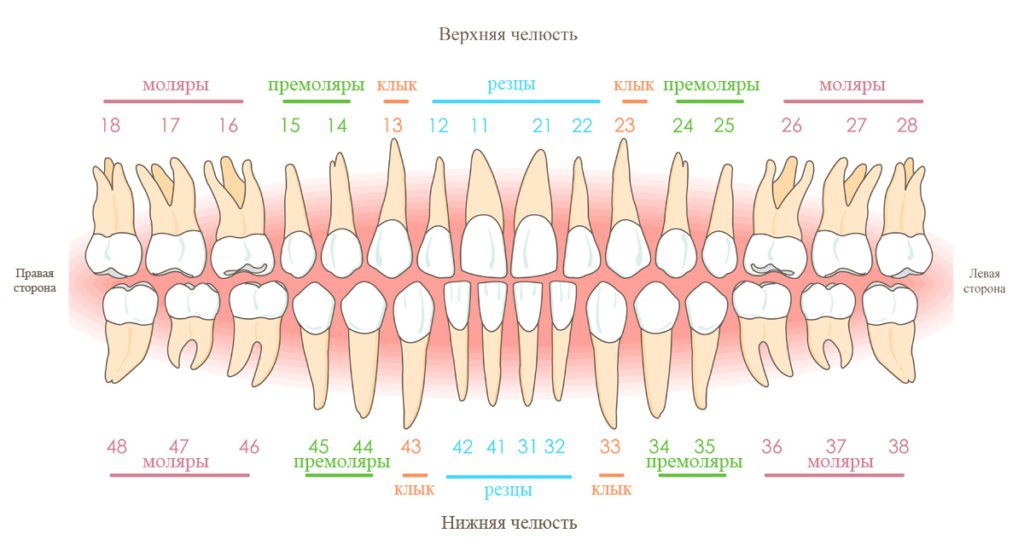 Верхняя челюсть
моляры премоляры клык резцы клык премоляры моляры
18 17 16 15 14 13 12 11 21 22 23 24 25 26 27 28
Правая
сторона
Левая
сторона
48 47 46 45 44 43 42 41 31 32 33 34 35 36 37 38
моляры премоляры клык резцы клык премоляры моляры
Нижняя челюсть